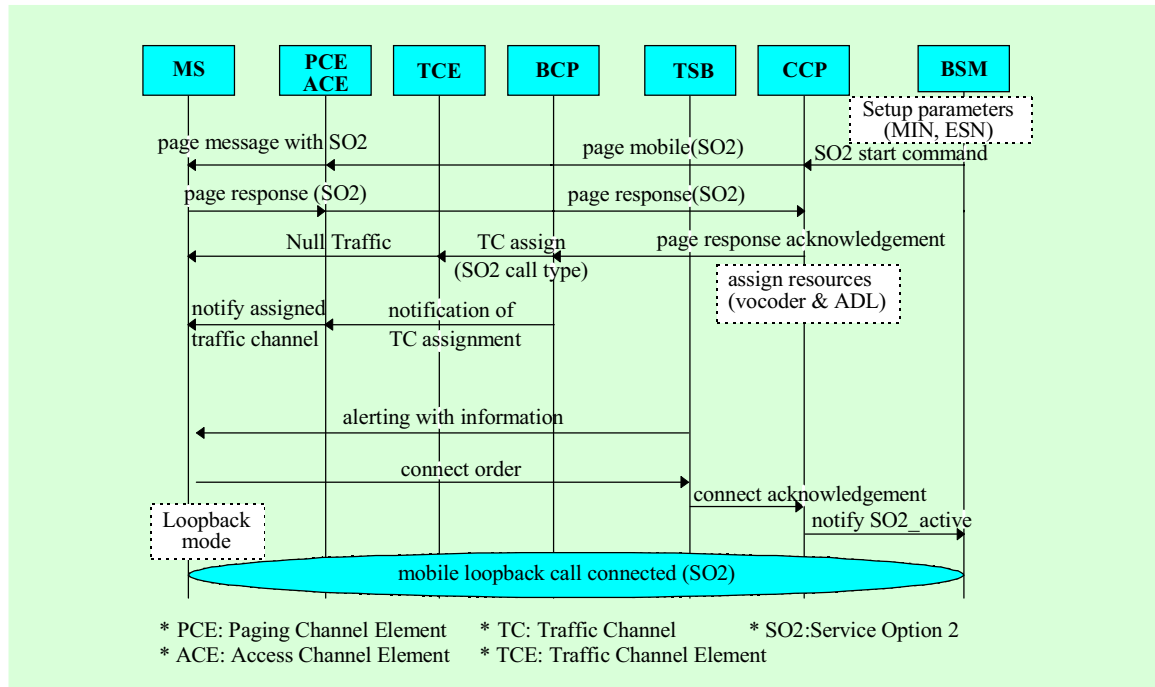 MS
PCE
ACE
TCE
BCP
TSB
CCP
BSM
Setup parameters
(MIN, ESN)
page message with SO2
page mobile(SO2)
SO2 start command
page response (SO2)
page response(SO2)
Null Traffic
TC assign
(SO2 call type)
page response acknowledgement
assign resources
(vocoder & ADL)
notify assigned
traffic channel
notification of
TC assignment
alerting with information
connect order
connect acknowledgement
notify SO2_active
Loopback
mode
mobile loopback call connected (SO2)
* PCE: Paging Channel Element * TC: Traffic Channel * SO2:Service Option 2
* ACE: Access Channel Element * TCE: Traffic Channel Element